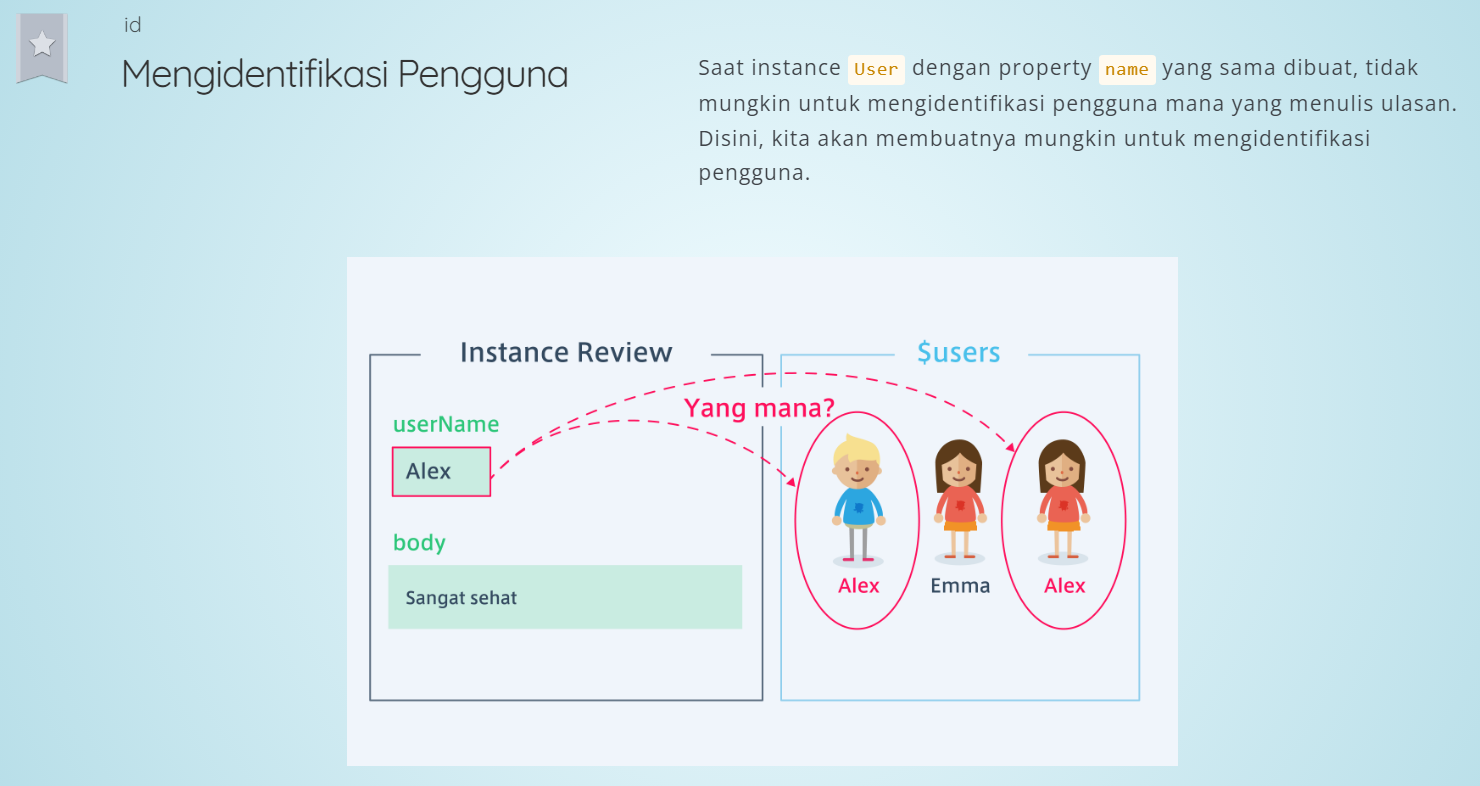 id
Mengidentifikasi Pengguna
Saat instance User dengan property name yang sama dibuat, tidak
mungkin untuk mengidentifikasi pengguna mana yang menulis ulasan.
Disini, kita akan membuatnya mungkin untuk mengidentifikasi
pengguna.
Instance Review
$users
Yang mana?
userName
Alex
body
Sangat sehat
Alex
Emma
Alex